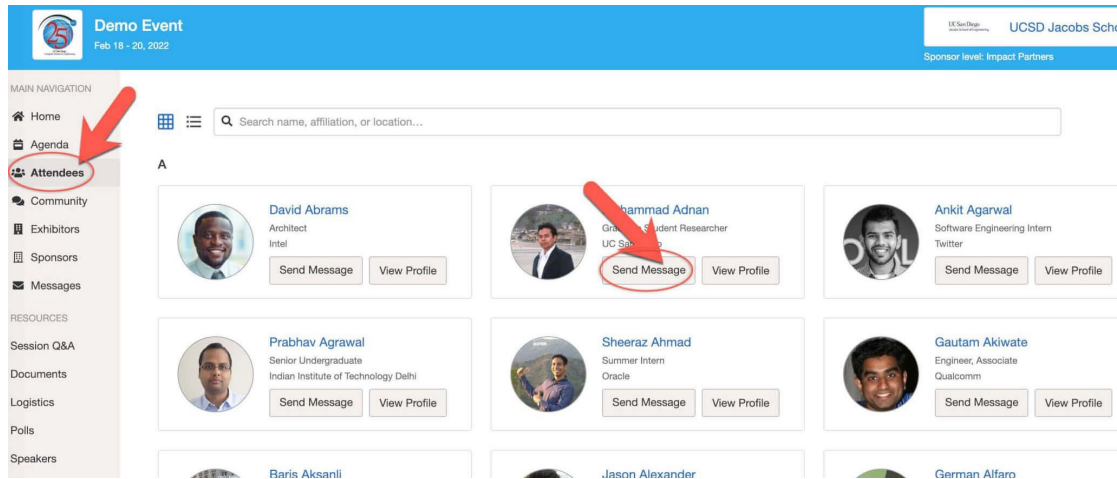 Demo Event
Feb 18 - 20, 2022
UC San Diego
UCSD Jacobs Scho
Sponsor level: Impact Partners
MAIN NAVIGATION
Home
Agenda
Attendees
Community
Exhibitors
Sponsors
Messages
RESOURCES
Session Q&A
Documents
Logistics
Polls
Speakers
Search name, affiliation, or location...
A
David Abrams
Architect
Intel
Send Message View Profile
Adnan
Student Researcher
UC
Send Message View Profile
Ankit Agarwal
Software Engineering Intern
Twitter
Send Message View Profile
Prabhav Agrawal
Senior Undergraduate
Indian Institute of Technology Delhi
Send Message View Profile
Sheeraz Ahmad
Summer Intern
Oracle
Send Message View Profile
Gautam Akiwate
Engineer, Associate
Qualcomm
Send Message View Profile
Baris Aksanli
Jason Alexander
German Alfaro